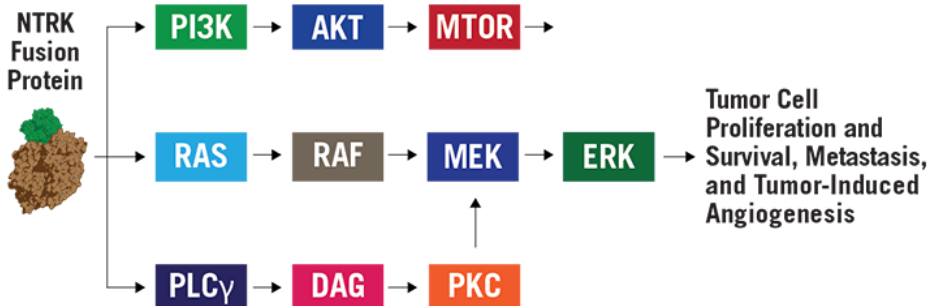 NTRK
Fusion
Protein
PI3K
AKT
MTOR
RAS
RAF
MEK
ERK
Tumor Cell
Proliferation and
Survival, Metastasis,
and Tumor-Induced
Angiogenesis
PLCγ
DAG
PKC